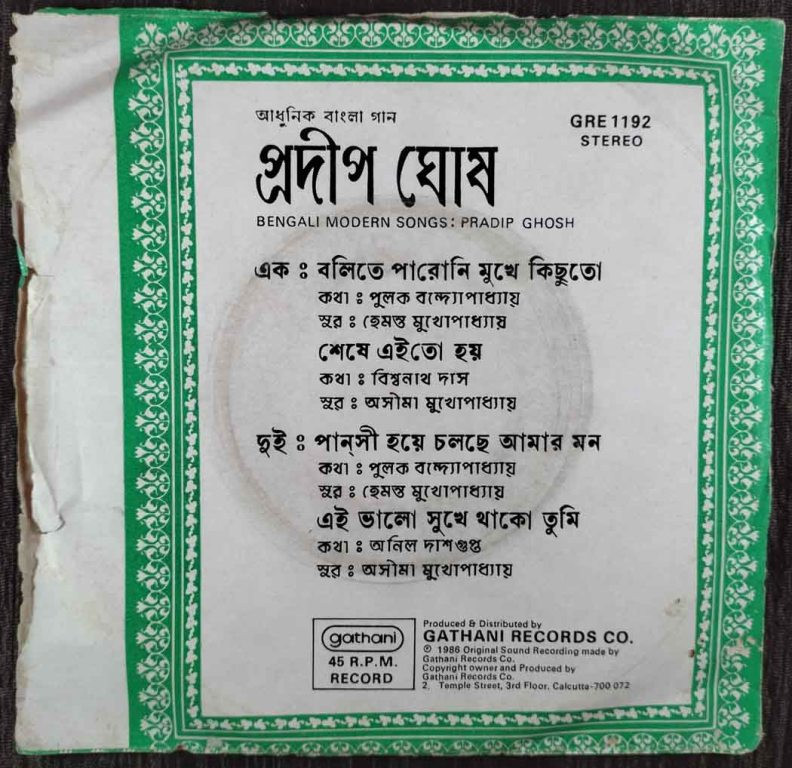 আধুনিক বাংলা গান
GRE 1192
STEREO
প্রদীপ ঘোষ
BENGALI MODERN SONGS: PRADIP GHOSH
এক : বলিতে পারোনি মুখে কিছুতো
কথা : পুলক বন্দ্যোপাধ্যায়
সুর : হেমন্ত মুখোপাধ্যায়
শেষে এইতো হয়
কথা : বিশ্বনাথ দাস
সুর : অসীমা মুখোপাধ্যায়
দুই : পান্‌সী হয়ে চলছে আমার মন
কথা : পুলক বন্দ্যোপাধ্যায়
সুর : হেমন্ত মুখোপাধ্যায়
এই ভালো সুখে থাকো তুমি
কথা : অনিল দাশগুপ্ত
সুর : অসীমা মুখোপাধ্যায়
gathani
45 R.P.M.
RECORD
Produced & Distributed by
GATHANI RECORDS CO.
℗ 1986 Original Sound Recording made by
Gathani Records Co.
Copyright owner and Produced by
Gathani Records Co.
2, Temple Street, 3rd Floor, Calcutta-700 072